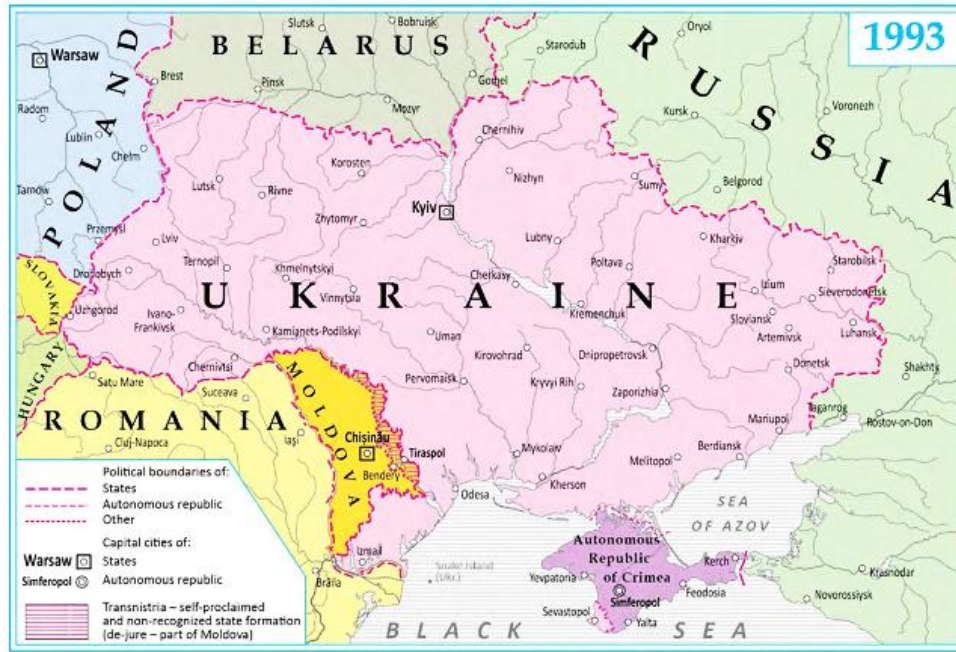 1993
BELARUS
RUSSIA
POLAND
UKRAINE
SLOVAKIA
HUNGARY
ROMANIA
MOLDOVA
Warsaw
Radom
Lublin
Chelm
Tarnów
Przemyśl
Brest
Pinsk
Slutsk
Bobruisk
Mozyr
Gomel
Starodub
Oryol
Kursk
Voronezh
Belgorod
Chernihiv
Korosten
Nizhyn
Sumy
Lutsk
Rivne
Zhytomyr
Kyiv
Lubny
Kharkiv
Lviv
Drohobych
Ternopil
Khmelnytskyi
Vinnytsia
Cherkasy
Poltava
Starobilsk
Izium
Sieverodonetsk
Uzhgorod
Ivano-
Frankivsk
Kamianets-Podilskyi
Uman
Kremenchuk
Sloviansk
Artemivsk
Luhansk
Chernivtsi
Kirovohrad
Dnipropetrovsk
Donetsk
Shakhty
Satu Mare
Suceava
Pervomaisk
Kryvyi Rih
Zaporizhia
Taganrog
Rostov-on-Don
Cluj-Napoca
Iași
Chișinău
Tiraspol
Bendery
Mykolaiv
Kherson
Melitopol
Berdiansk
Mariupol
Odesa
Izmail
Brăila
Snake Island
(Ukr.)
SEA
OF AZOV
Autonomous
Republic
of Crimea
Kerch
Yevpatoria
Simferopol
Feodosia
Sevastopol
Yalta
Krasnodar
Novorossiysk
BLACK SEA
Political boundaries of:
States
Autonomous republic
Other
Capital cities of:
Warsaw States
Simferopol Autonomous republic
Transnistria – self-proclaimed
and non-recognized state formation
(de-jure – part of Moldova)